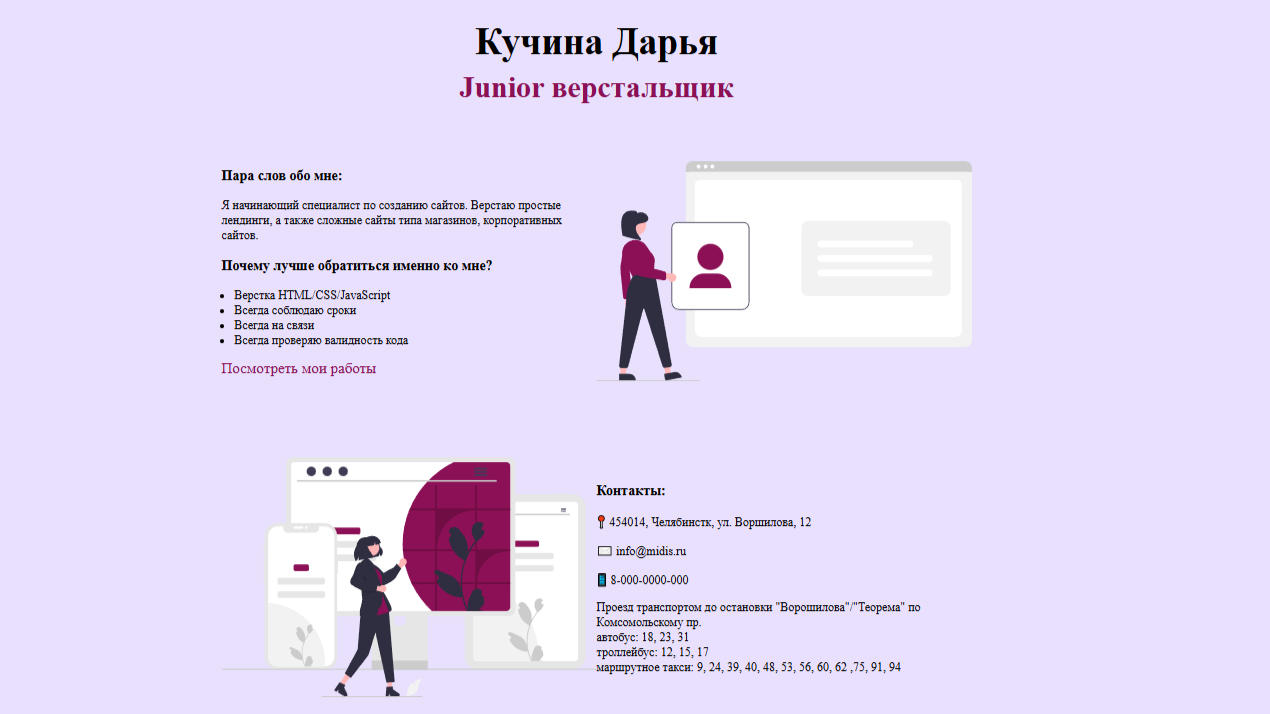 Кучина Дарья
Junior верстальщик
Пара слов обо мне:
Я начинающий специалист по созданию сайтов. Верстаю простые
лендинги, а также сложные сайты типа магазинов, корпоративных
сайтов.
Почему лучше обратиться именно ко мне?
Верстка HTML/CSS/JavaScript
Всегда соблюдаю сроки
Всегда на связи
Всегда проверяю валидность кода
Посмотреть мои работы
Контакты:
454014, Челябинстк, ул. Воршилова, 12
info@midis.ru
8-000-0000-000
Проезд транспортом до остановки "Ворошилова"/"Теорема" по
Комсомольскому пр.
автобус: 18, 23, 31
троллейбус: 12, 15, 17
маршрутное такси: 9, 24, 39, 40, 48, 53, 56, 60, 62 ,75, 91, 94